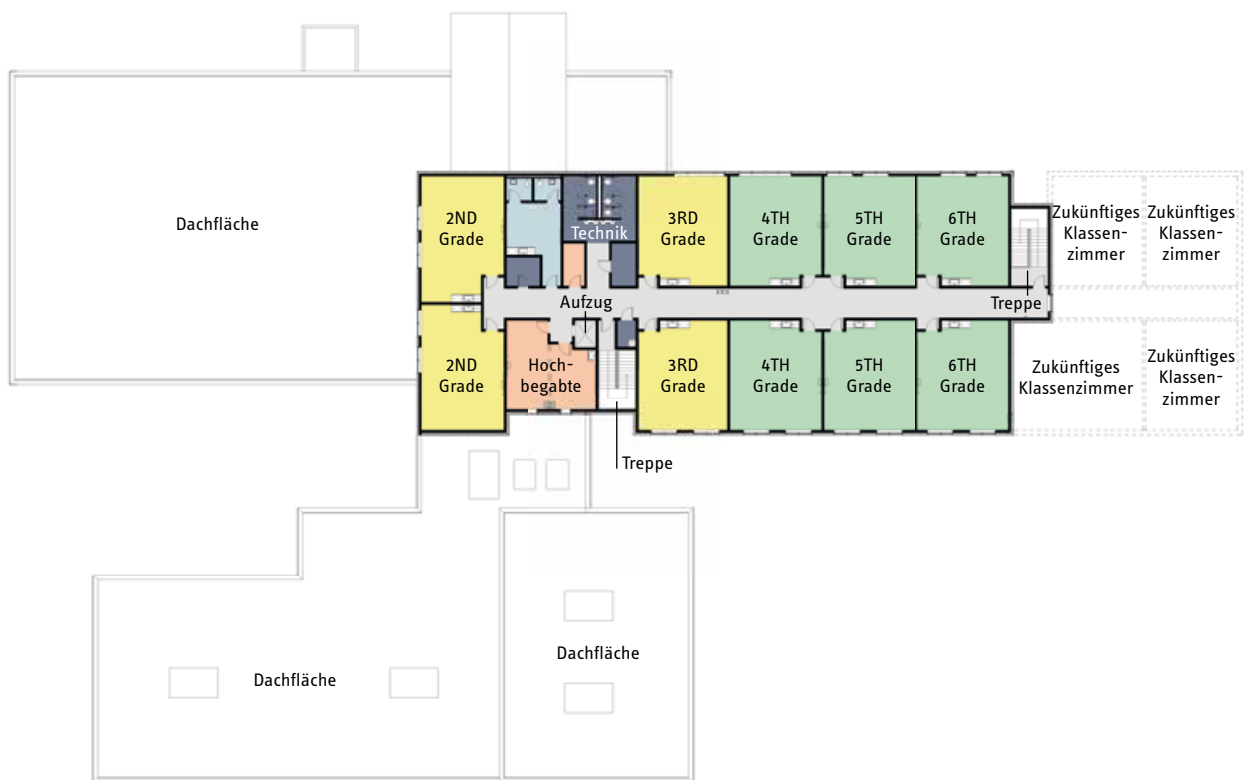 Dachfläche
2ND
Grade
Technik
3RD
Grade
4TH
Grade
5TH
Grade
6TH
Grade
Zukünftiges
Klassen-
zimmer
Zukünftiges
Klassen-
zimmer
Aufzug
Treppe
2ND
Grade
Hoch-
begabte
3RD
Grade
4TH
Grade
5TH
Grade
6TH
Grade
Zukünftiges
Klassenzimmer
Zukünftiges
Klassen-
zimmer
Treppe
Dachfläche
Dachfläche